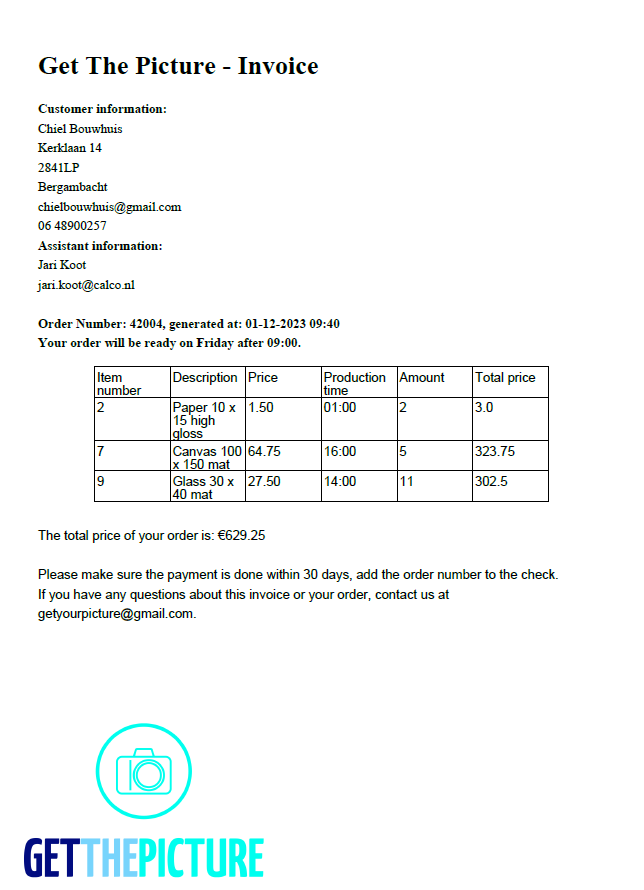 Get The Picture - Invoice
Customer information:
Chiel Bouwhuis
Kerklaan 14
2841LP
Bergambacht
chielbouwhuis@gmail.com
06 48900257
Assistant information:
Jari Koot
jari.koot@calco.nl
Order Number: 42004, generated at: 01-12-2023 09:40
Your order will be ready on Friday after 09:00.
Item number Description Price Production time Amount Total price
2 Paper 10 x 15 high gloss 1.50 01:00 2 3.0
7 Canvas 100 x 150 mat 64.75 16:00 5 323.75
9 Glass 30 x 40 mat 27.50 14:00 11 302.5
The total price of your order is: €629.25
Please make sure the payment is done within 30 days, add the order number to the check.
If you have any questions about this invoice or your order, contact us at
getyourpicture@gmail.com.
GETTHEPICTURE